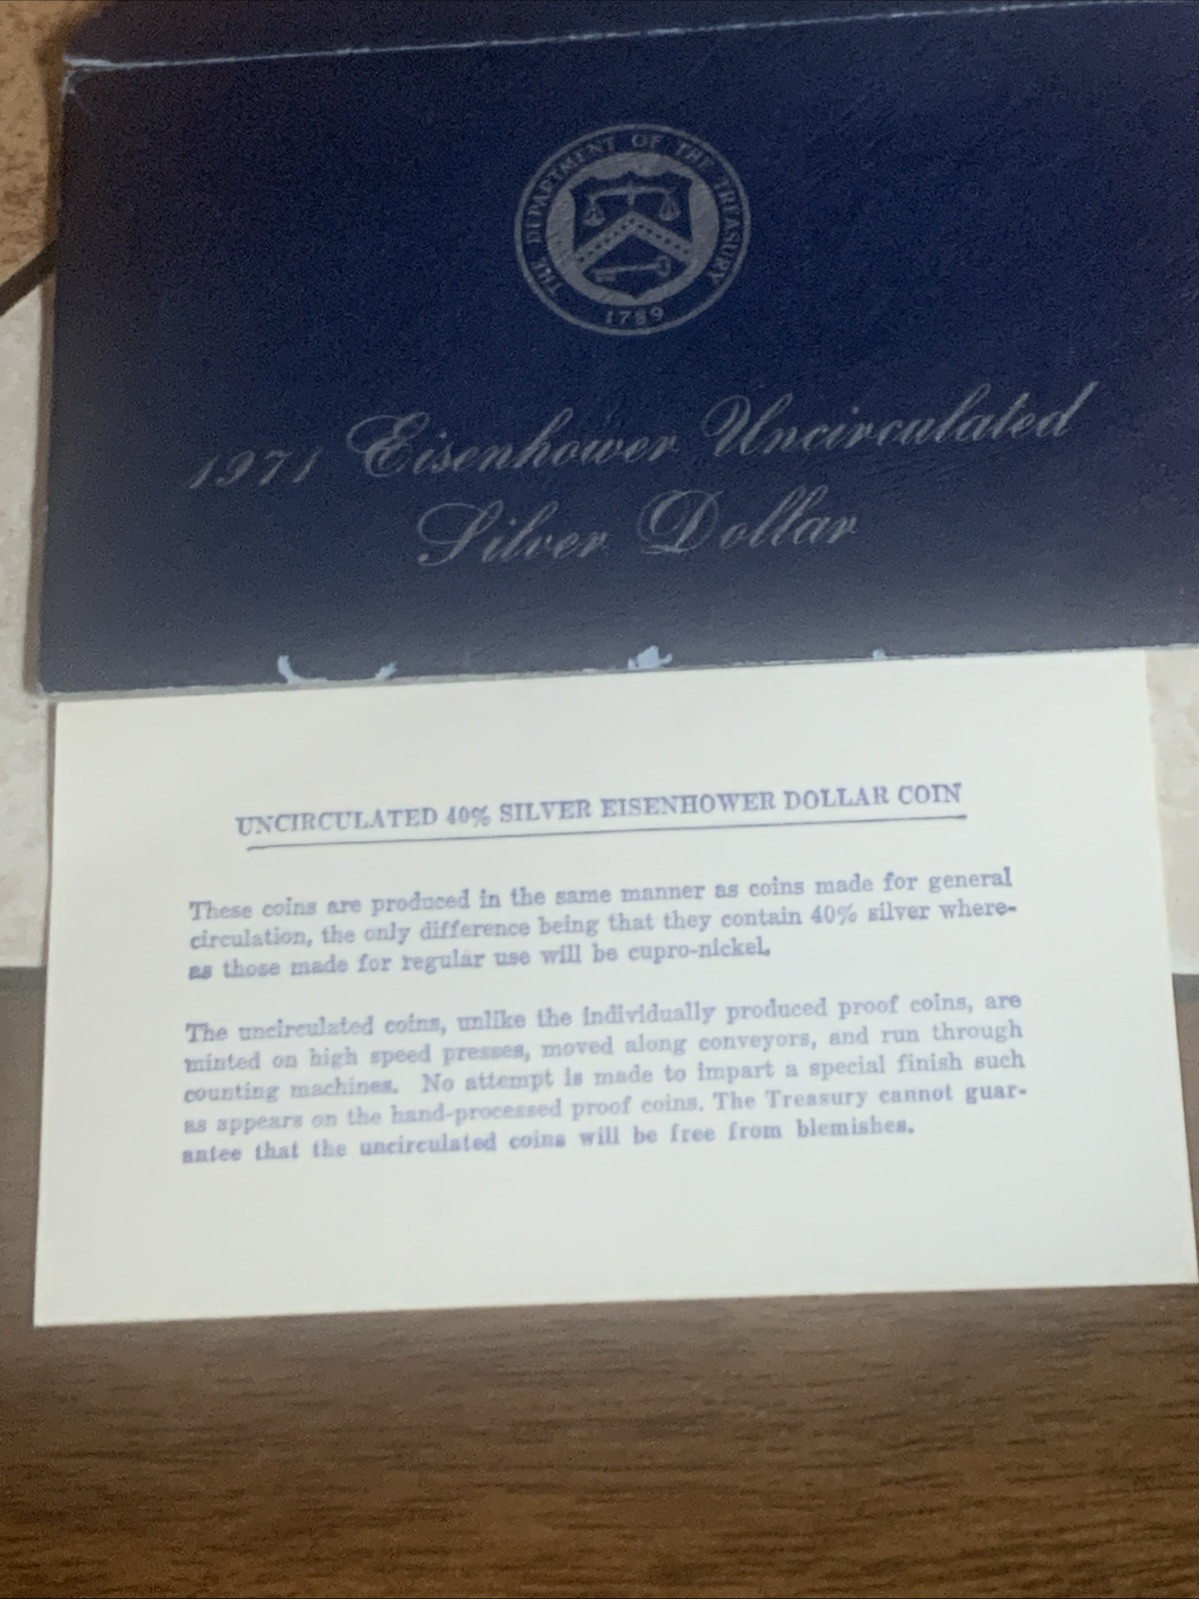 THE DEPARTMENT OF THE TREASURY
1789
1971 Eisenhower Uncirculated
Silver Dollar
UNCIRCULATED 40% SILVER EISENHOWER DOLLAR COIN
These coins are produced in the same manner as coins made for general
circulation, the only difference being that they contain 40% silver where-
as those made for regular use will be cupro-nickel.
The uncirculated coins, unlike the individually produced proof coins, are
minted on high speed presses, moved along conveyors, and run through
counting machines. No attempt is made to impart a special finish such
as appears on the hand-processed proof coins. The Treasury cannot guar-
antee that the uncirculated coins will be free from blemishes.